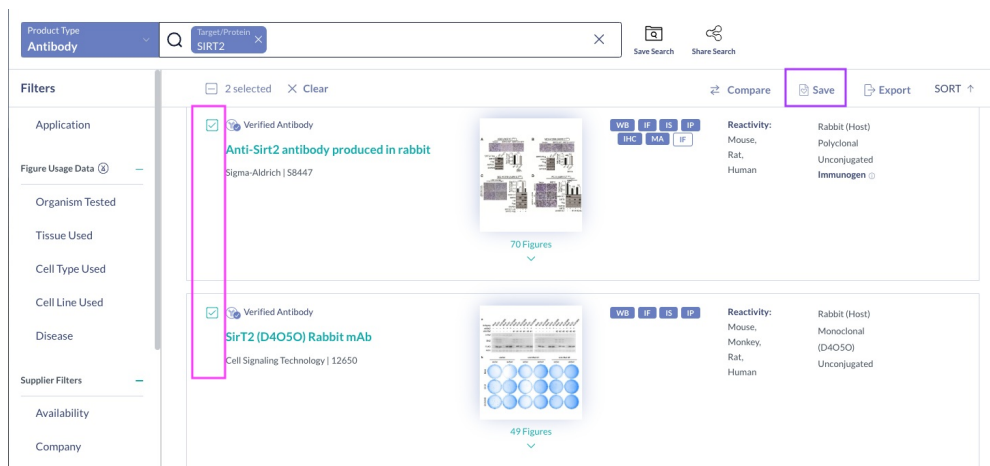 Product Type
Antibody
Target/Protein
SIRT2
Save Search
Share Search
Filters
2 selected
Clear
Compare
Save
Export
SORT ↑
Application
Figure Usage Data
Organism Tested
Tissue Used
Cell Type Used
Cell Line Used
Disease
Supplier Filters
Availability
Company
Verified Antibody
Anti-Sirt2 antibody produced in rabbit
Sigma-Aldrich | S8447
70 Figures
WB IF IS IP
IHC MA IF
Reactivity:
Mouse,
Rat,
Human
Rabbit (Host)
Polyclonal
Unconjugated
Immunogen
Verified Antibody
SirT2 (D4O5O) Rabbit mAb
Cell Signaling Technology | 12650
49 Figures
WB IF IS IP
Reactivity:
Mouse,
Monkey,
Rat,
Human
Rabbit (Host)
Monoclonal
(D4O5O)
Unconjugated